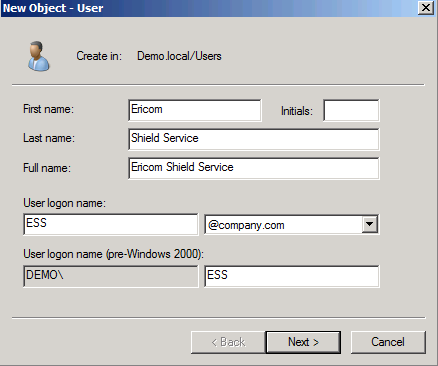 New Object - User
Create in: Demo.local/Users
First name: Ericom Initials:
Last name: Shield Service
Full name: Ericom Shield Service
User logon name:
ESS @company.com
User logon name (pre-Windows 2000):
DEMO\ ESS
< Back Next > Cancel